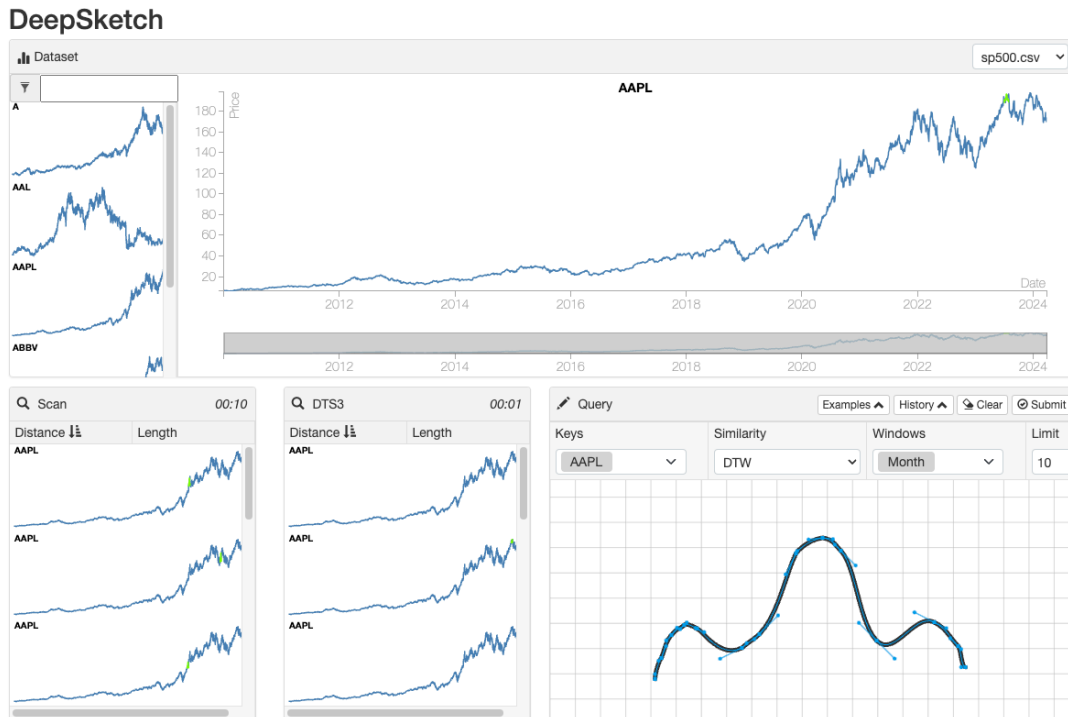 DeepSketch
Dataset
sp500.csv
A
AAL
AAPL
ABBV
AAPL
Price
180
160
140
120
100
80
60
40
20
Date
2012 2014 2016 2018 2020 2022 2024
2012 2014 2016 2018 2020 2022 2024
Scan 00:10
Distance Length
AAPL
AAPL
AAPL
DTS3 00:01
Distance Length
AAPL
AAPL
AAPL
Query Examples History Clear Submit
Keys Similarity Windows Limit
AAPL DTW Month 10